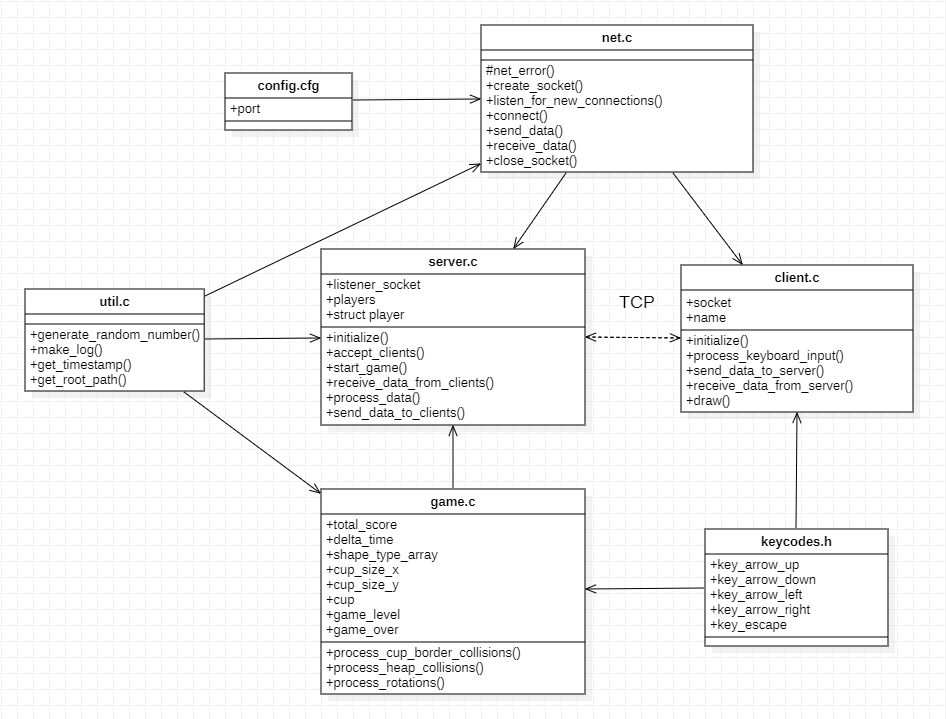 net.c
#net_error()
+create_socket()
+listen_for_new_connections()
+connect()
+send_data()
+receive_data()
+close_socket()
config.cfg
+port
server.c
+listener_socket
+players
+struct player
+initialize()
+accept_clients()
+start_game()
+receive_data_from_clients()
+process_data()
+send_data_to_clients()
TCP
client.c
+socket
+name
+initialize()
+process_keyboard_input()
+send_data_to_server()
+receive_data_from_server()
+draw()
util.c
+generate_random_number()
+make_log()
+get_timestamp()
+get_root_path()
game.c
+total_score
+delta_time
+shape_type_array
+cup_size_x
+cup_size_y
+cup
+game_level
+game_over
+process_cup_border_collisions()
+process_heap_collisions()
+process_rotations()
keycodes.h
+key_arrow_up
+key_arrow_down
+key_arrow_left
+key_arrow_right
+key_escape